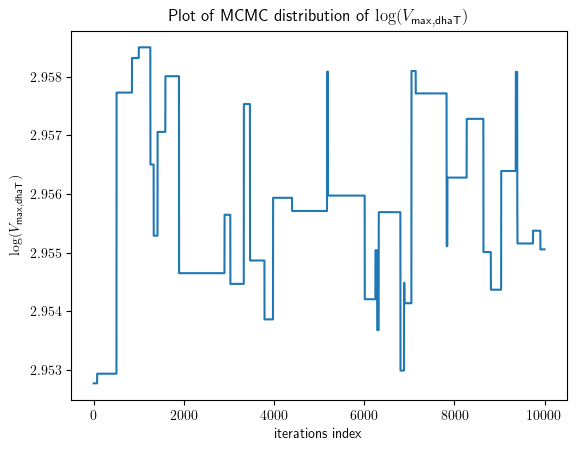 Plot of MCMC distribution of log(V_max,dhaT)
2.958
2.957
2.956
2.955
2.954
2.953
log(V_max,dhaT)
0 2000 4000 6000 8000 10000
iterations index